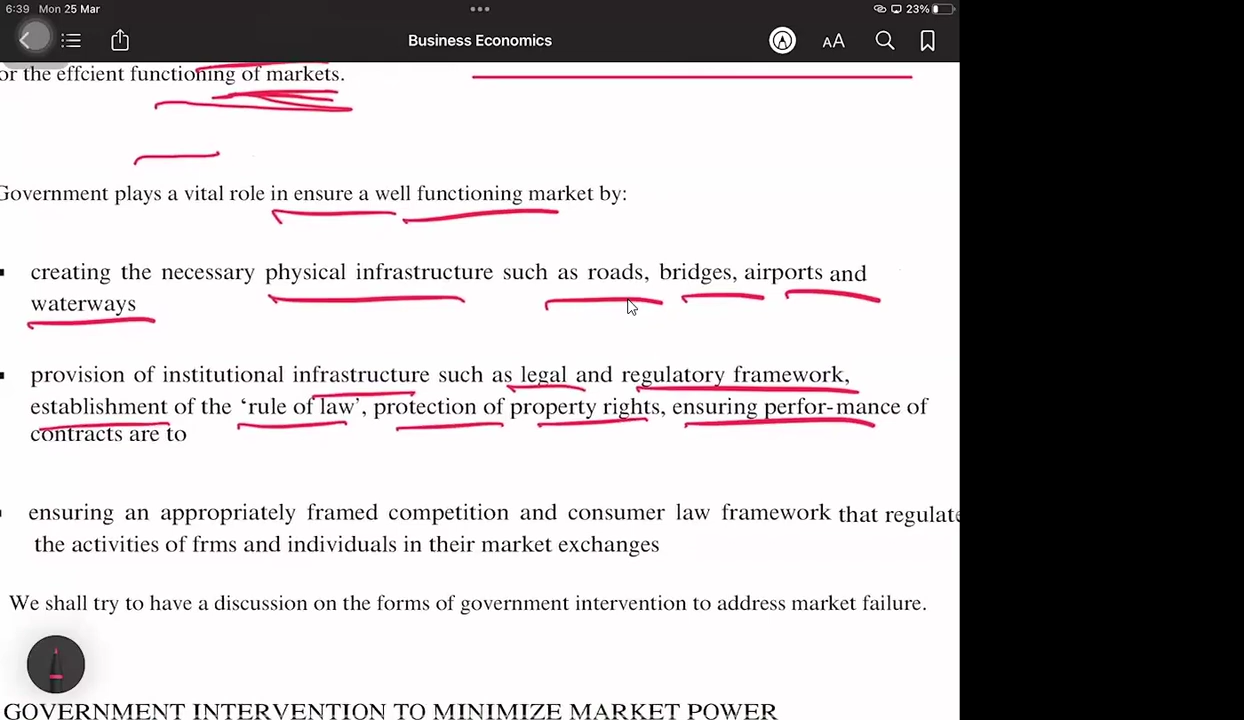 6:39 Mon 25 Mar
23%
Business Economics
AA
or the effcient functioning of markets.
Government plays a vital role in ensure a well functioning market by:
▪ creating the necessary physical infrastructure such as roads, bridges, airports and
waterways
▪ provision of institutional infrastructure such as legal and regulatory framework,
establishment of the ‘rule of law’, protection of property rights, ensuring perfor-mance of
contracts are to
▪ ensuring an appropriately framed competition and consumer law framework that regulate
the activities of frms and individuals in their market exchanges
We shall try to have a discussion on the forms of government intervention to address market failure.
GOVERNMENT INTERVENTION TO MINIMIZE MARKET POWER